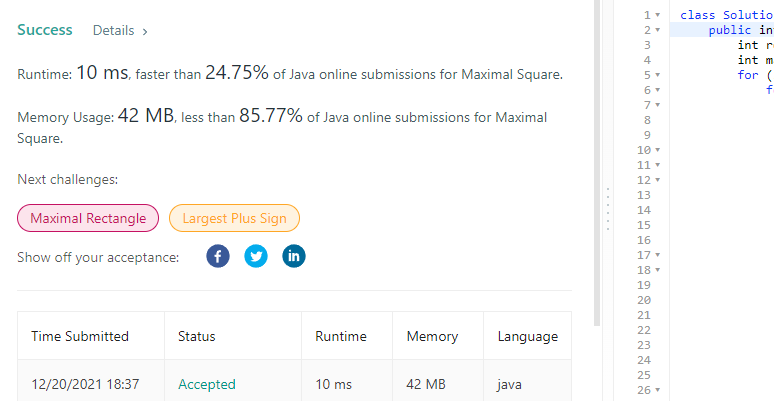 Success Details >
Runtime: 10 ms, faster than 24.75% of Java online submissions for Maximal Square.
Memory Usage: 42 MB, less than 85.77% of Java online submissions for Maximal
Square.
Next challenges:
Maximal Rectangle Largest Plus Sign
Show off your acceptance: f in
Time Submitted Status Runtime Memory Language
12/20/2021 18:37 Accepted 10 ms 42 MB java
1 class Solutio
2 public in
3 int r
4 int m
5 for (
6 f
7
8
9
10
11
12
13
14
15
16
17
18
19
20
21
22
23
24
25
26